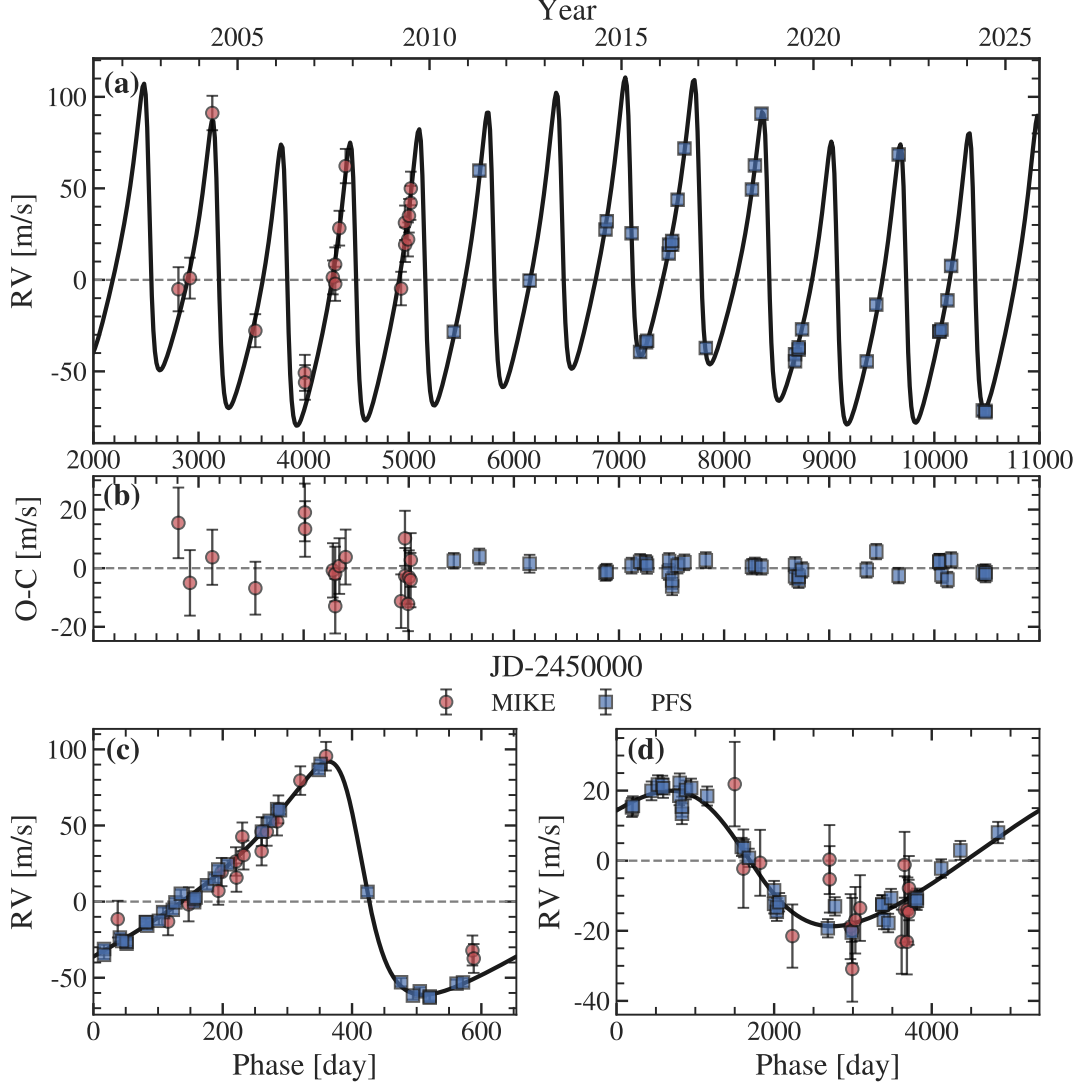 Year
2005 2010 2015 2020 2025
(a)
RV [m/s]
100
50
0
-50
2000 3000 4000 5000 6000 7000 8000 9000 10000 11000
(b)
O-C [m/s]
20
0
-20
JD-2450000
MIKE PFS
(c)
RV [m/s]
100
50
0
-50
0 200 400 600
Phase [day]
(d)
RV [m/s]
20
0
-20
-40
0 2000 4000
Phase [day]